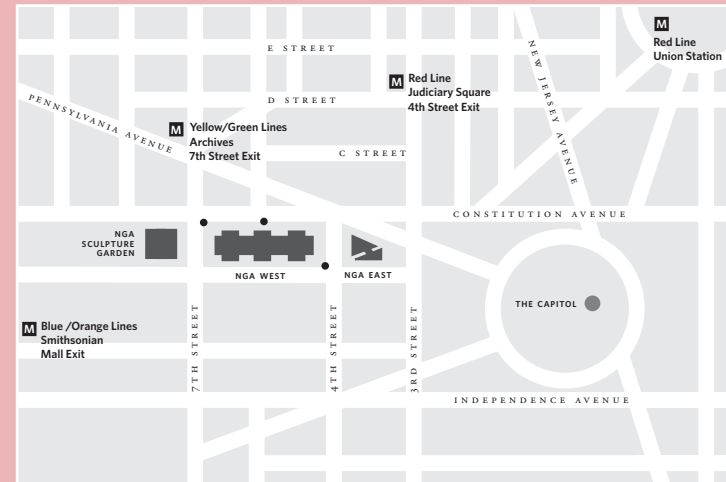 M
Red Line
Union Station
E STREET
NEW JERSEY AVENUE
M
Red Line
Judiciary Square
4th Street Exit
PENNSYLVANIA AVENUE
D STREET
M
Yellow/Green Lines
Archives
7th Street Exit
C STREET
CONSTITUTION AVENUE
NGA
SCULPTURE
GARDEN
NGA WEST
NGA EAST
THE CAPITOL
M
Blue /Orange Lines
Smithsonian
Mall Exit
7TH STREET
4TH STREET
3RD STREET
INDEPENDENCE AVENUE